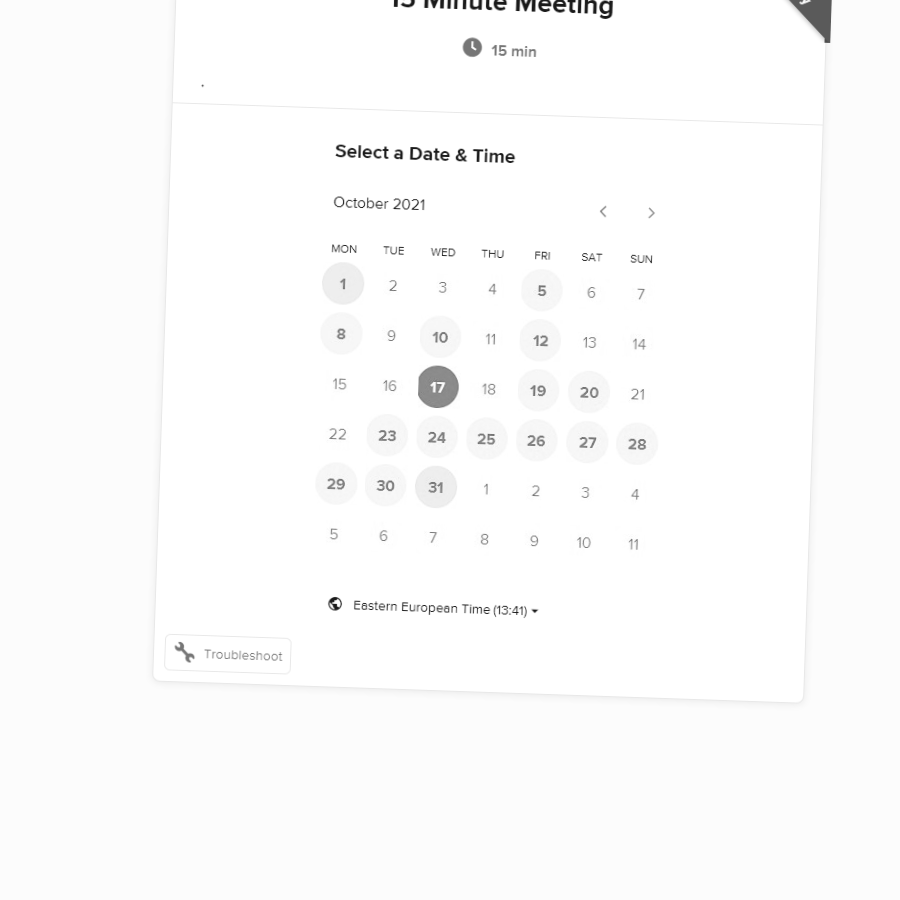 15 Minute Meeting
15 min
.
Select a Date & Time
October 2021
MON TUE WED THU FRI SAT SUN
1 2 3 4 5 6 7
8 9 10 11 12 13 14
15 16 17 18 19 20 21
22 23 24 25 26 27 28
29 30 31 1 2 3 4
5 6 7 8 9 10 11
Eastern European Time (13:41)
Troubleshoot